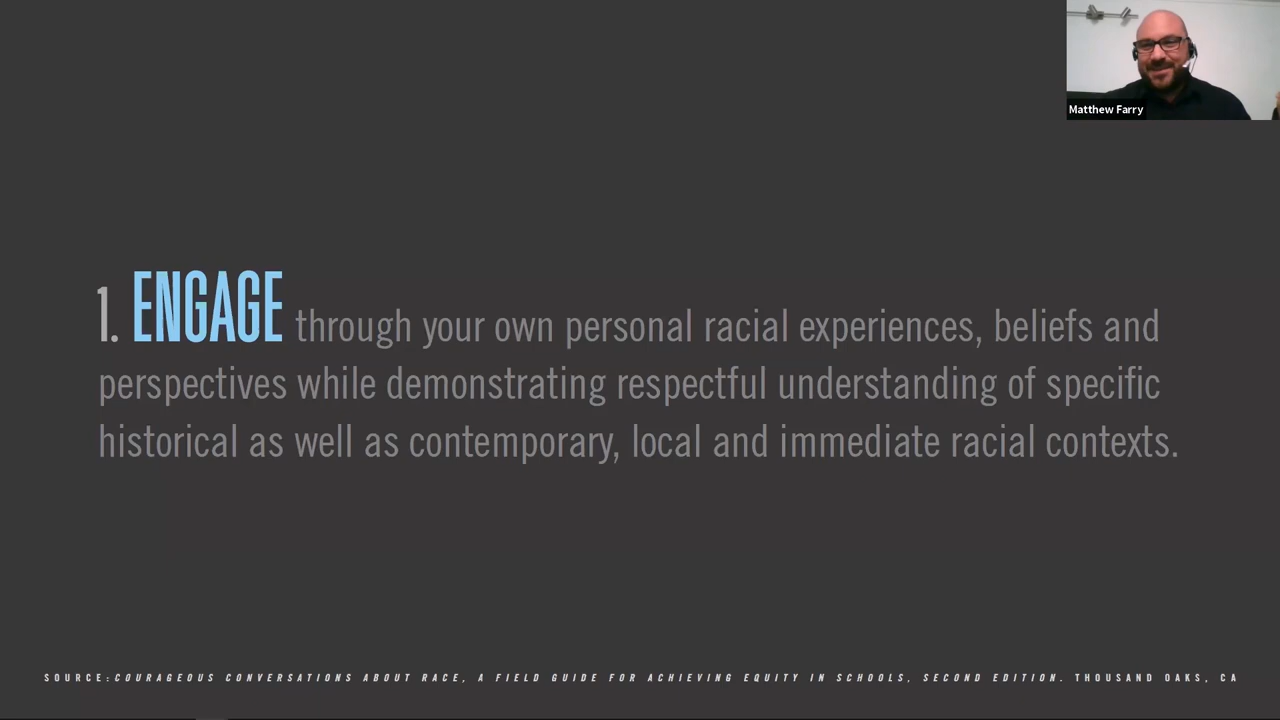 Matthew Farry
1. ENGAGE through your own personal racial experiences, beliefs and
perspectives while demonstrating respectful understanding of specific
historical as well as contemporary, local and immediate racial contexts.
SOURCE: COURAGEOUS CONVERSATIONS ABOUT RACE, A FIELD GUIDE FOR ACHIEVING EQUITY IN SCHOOLS, SECOND EDITION. THOUSAND OAKS, CA